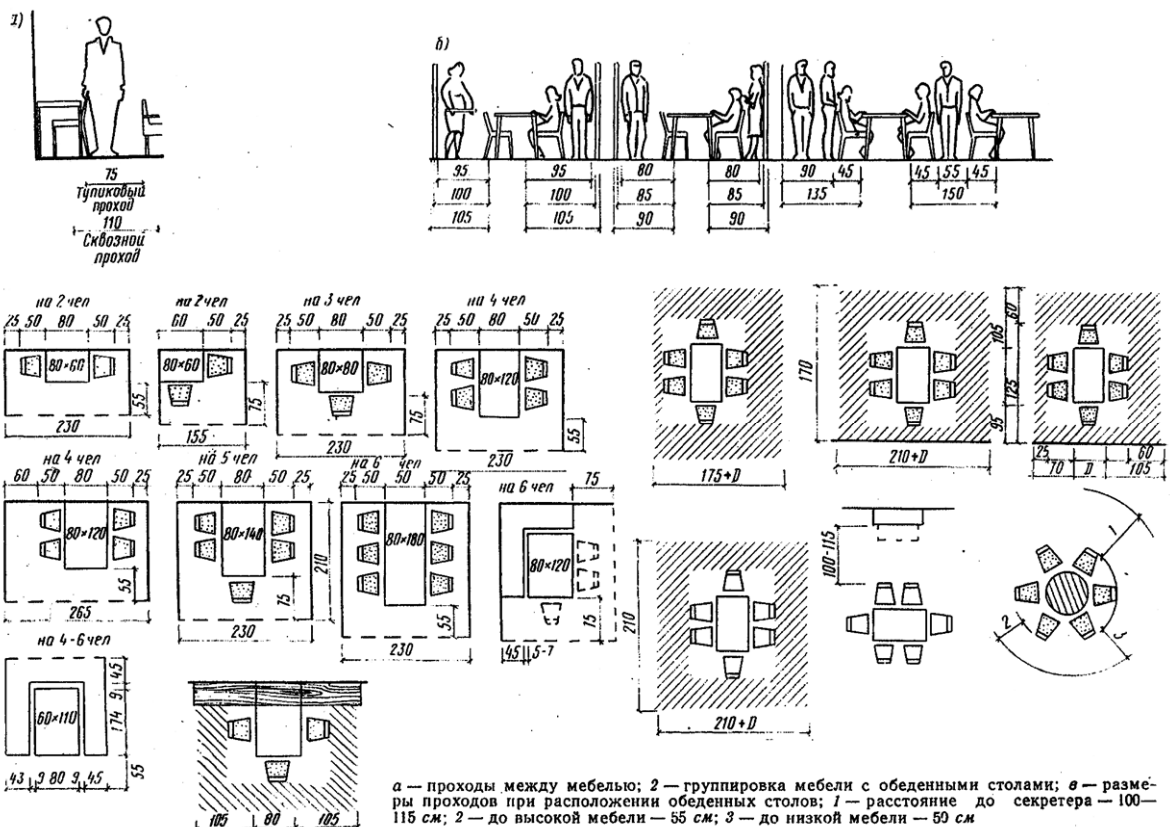 а)
75
Тупиковый
проход
110
Сквозной
проход
б)
95 95 80 80 90 45 45 55 45
100 100 85 85 135 150
105 105 90 90
на 2 чел
25 50 80 50 25
80×60
55
230
на 2 чел
60 50 25
80×60
75
155
на 3 чел
25 50 80 50 25
80×80
75
230
на 4 чел
25 50 80 50 25
80×120
55
230
175+D
170
210+D
60
105
125
95
25 60
70 D 105
на 4 чел
60 50 80 50 25
80×120
55
265
на 5 чел
25 50 80 50 25
80×140
210
75
230
на 6 чел
25 50 50 50 25
80×180
55
230
на 6 чел
75
80×120
75
45 5-7
210
210+D
100-115
1
2
3
на 4-6 чел
60×110
45
9
174
55
43 9 80 9 45
105 80 105
а — проходы между мебелью; 2 — группировка мебели с обеденными столами; в — разме-
ры проходов при расположении обеденных столов; 1 — расстояние до секретера — 100—
115 см; 2 — до высокой мебели — 55 см; 3 — до низкой мебели — 50 см